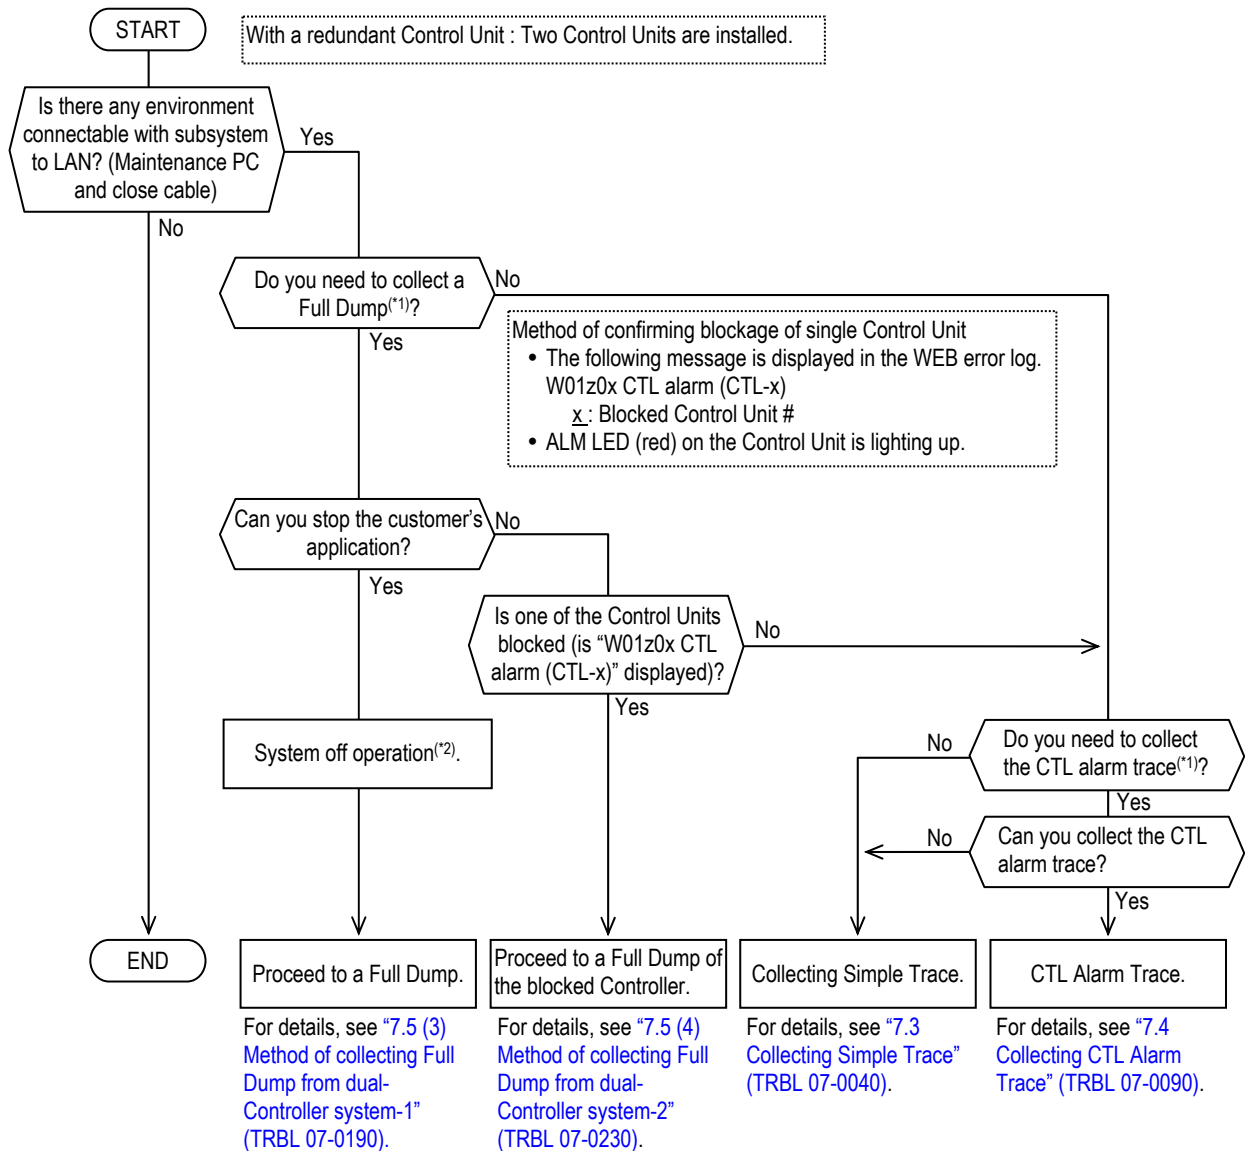 START
With a redundant Control Unit : Two Control Units are installed.
Is there any environment
connectable with subsystem
to LAN? (Maintenance PC
and close cable)
Yes
No
Do you need to collect a
Full Dump(*1)?
No
Yes
Method of confirming blockage of single Control Unit
• The following message is displayed in the WEB error log.
W01z0x CTL alarm (CTL-x)
x : Blocked Control Unit #
• ALM LED (red) on the Control Unit is lighting up.
Can you stop the customer's
application?
No
Yes
Is one of the Control Units
blocked (is “W01z0x CTL
alarm (CTL-x)” displayed)?
No
Yes
System off operation(*2).
Do you need to collect
the CTL alarm trace(*1)?
No
Yes
Can you collect the CTL
alarm trace?
No
Yes
END
Proceed to a Full Dump.
Proceed to a Full Dump of
the blocked Controller.
Collecting Simple Trace.
CTL Alarm Trace.
For details, see “7.5 (3)
Method of collecting Full
Dump from dual-
Controller system-1”
(TRBL 07-0190).
For details, see “7.5 (4)
Method of collecting Full
Dump from dual-
Controller system-2”
(TRBL 07-0230).
For details, see “7.3
Collecting Simple Trace”
(TRBL 07-0040).
For details, see “7.4
Collecting CTL Alarm
Trace” (TRBL 07-0090).